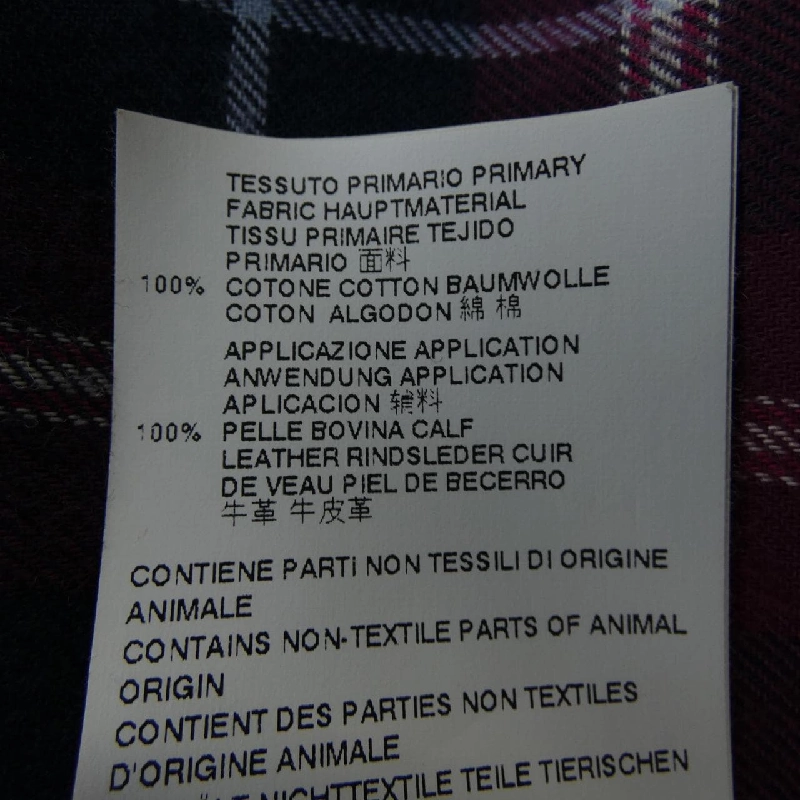 TESSUTO PRIMARIO PRIMARY
FABRIC HAUPTMATERIAL
TISSU PRIMAIRE TEJIDO
PRIMARIO 面料
100% COTONE COTTON BAUMWOLLE
COTON ALGODON 綿 棉
APPLICAZIONE APPLICATION
ANWENDUNG APPLICATION
APLICACION 辅料
100% PELLE BOVINA CALF
LEATHER RINDSLEDER CUIR
DE VEAU PIEL DE BECERRO
牛革 牛皮革
CONTIENE PARTI NON TESSILI DI ORIGINE
ANIMALE
CONTAINS NON-TEXTILE PARTS OF ANIMAL
ORIGIN
CONTIENT DES PARTIES NON TEXTILES
D'ORIGINE ANIMALE
NICHTTEXTILE TEILE TIERISCHEN